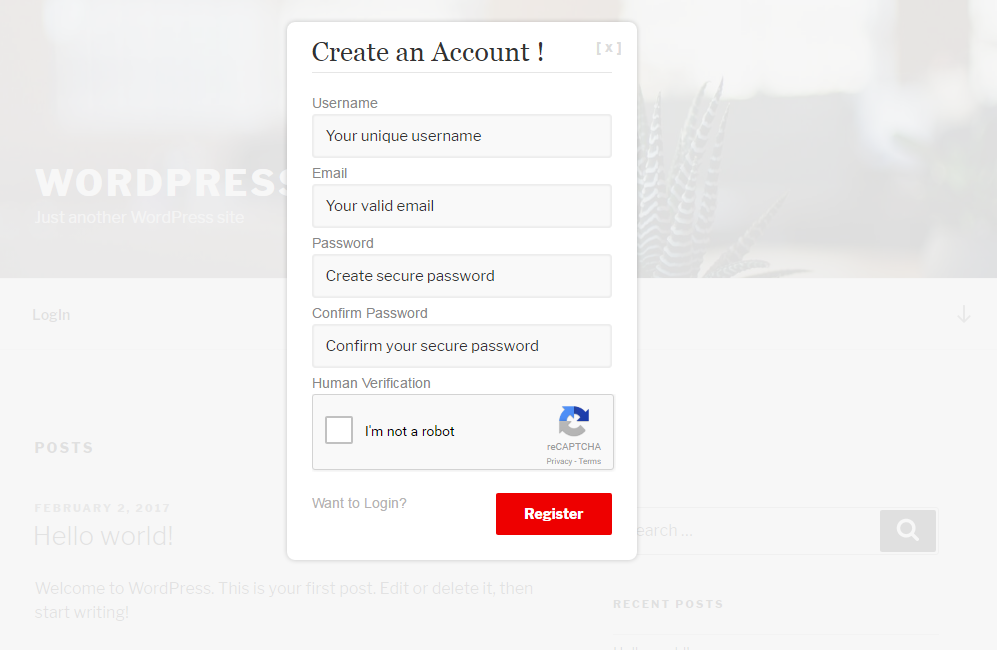 Create an Account !
[ x ]
Username
Your unique username
Email
Your valid email
Password
Create secure password
Confirm Password
Confirm your secure password
Human Verification
I'm not a robot
reCAPTCHA
Privacy - Terms
Want to Login?
Register
WORDPRESS
Just another WordPress site
LogIn
POSTS
FEBRUARY 2, 2017
Hello world!
Welcome to WordPress. This is your first post. Edit or delete it, then
start writing!
earch ...
RECENT POSTS